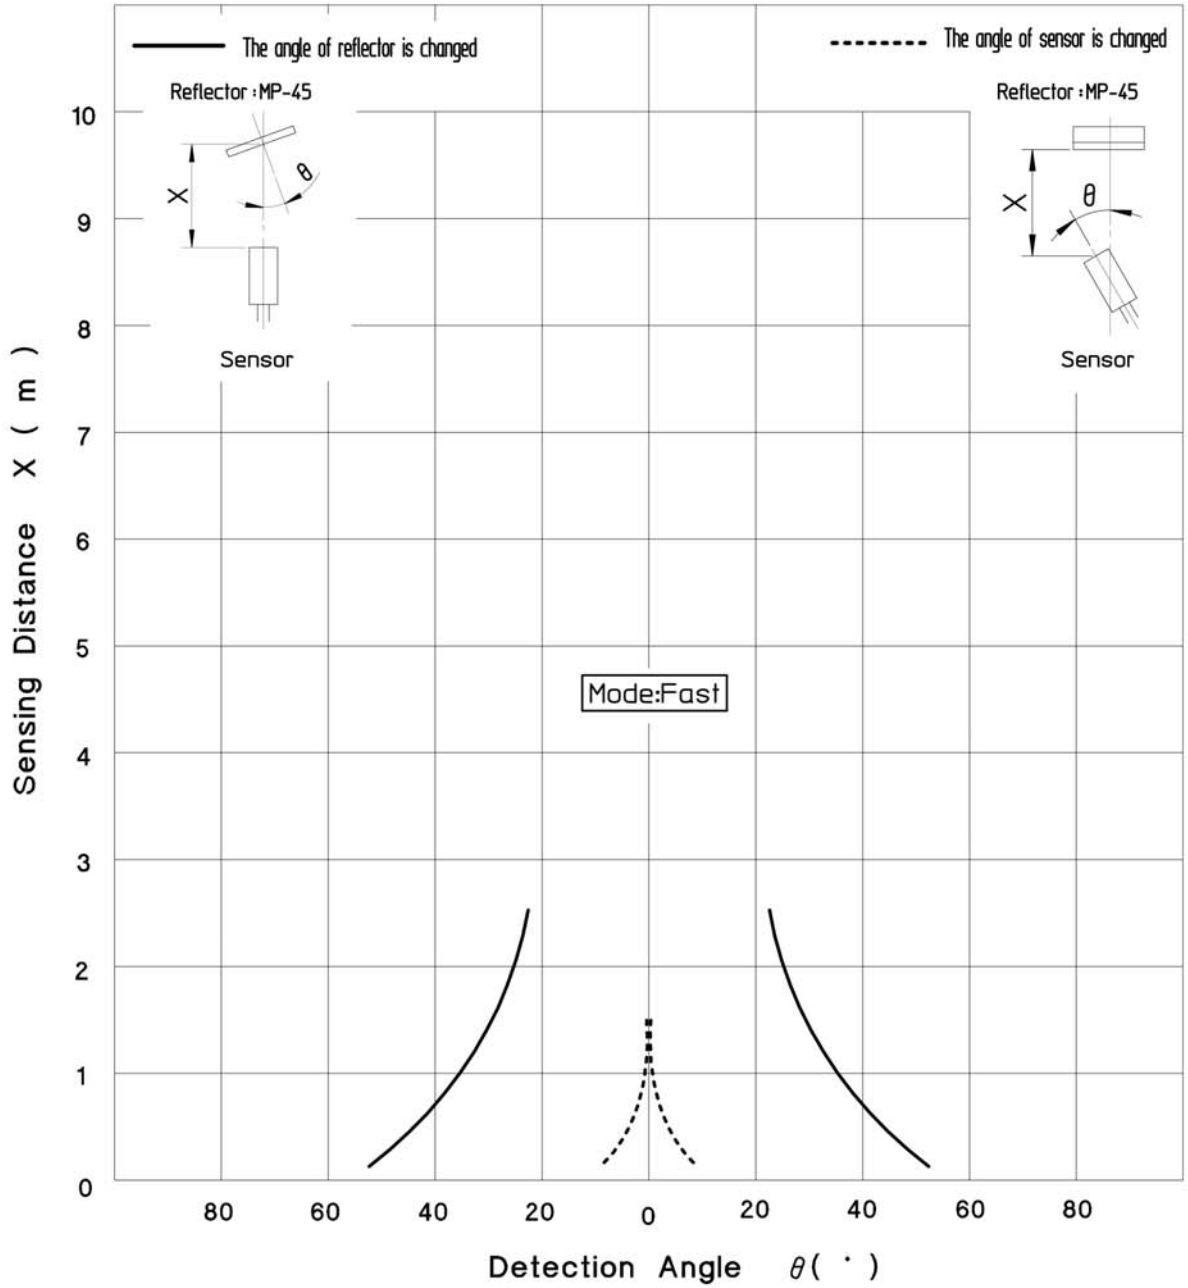 The angle of reflector is changed
The angle of sensor is changed
Reflector:MP-45
Reflector:MP-45
X
θ
X
θ
Sensor
Sensor
10
9
8
7
6
5
4
3
2
1
0
Sensing Distance X ( m )
Mode:Fast
80 60 40 20 0 20 40 60 80
Detection Angle θ( ・ )